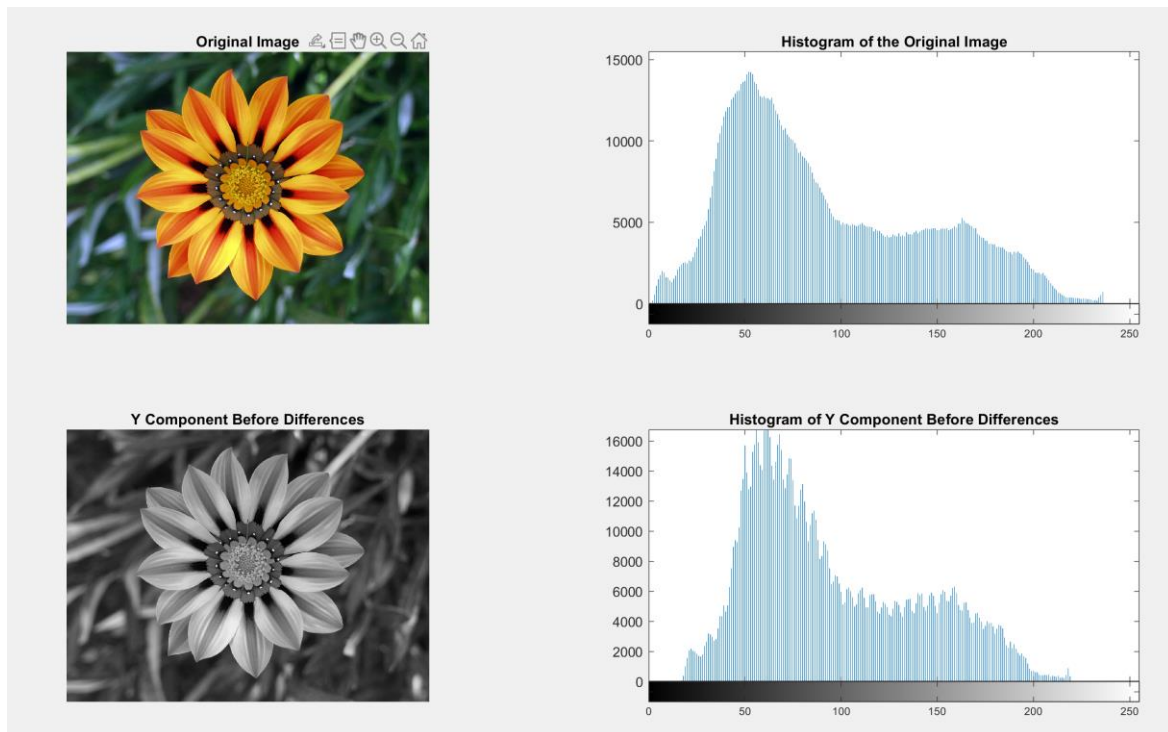 Original Image
Histogram of the Original Image
15000
10000
5000
0
0 50 100 150 200 250
Y Component Before Differences
Histogram of Y Component Before Differences
16000
14000
12000
10000
8000
6000
4000
2000
0
0 50 100 150 200 250